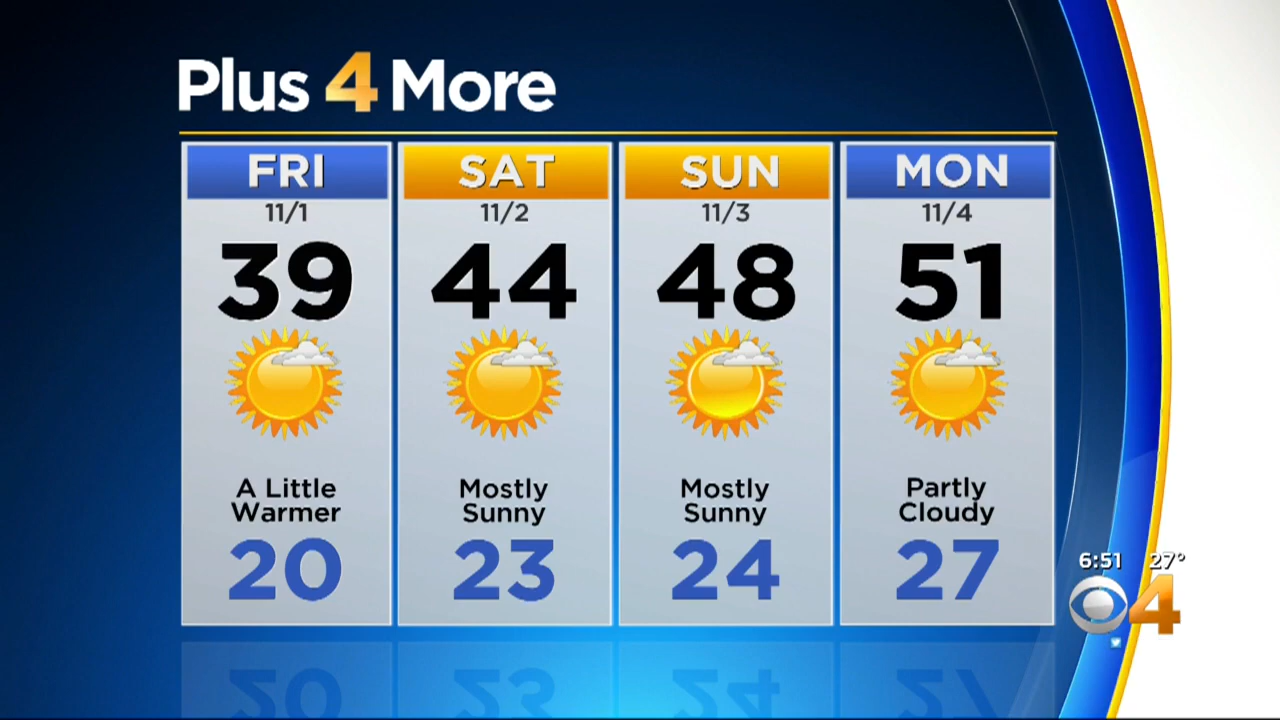 Plus 4 More
FRI
11/1
39
A Little
Warmer
20
SAT
11/2
44
Mostly
Sunny
23
SUN
11/3
48
Mostly
Sunny
24
MON
11/4
51
Partly
Cloudy
27
6:51 27°
4